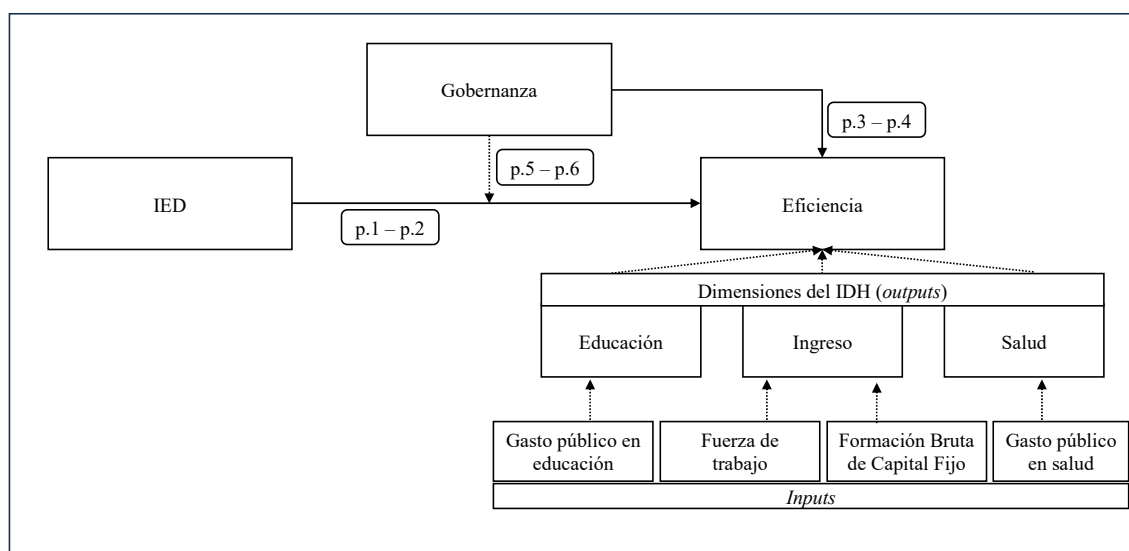 Gobernanza
p.3 – p.4
p.5 – p.6
IED
Eficiencia
p.1 – p.2
Dimensiones del IDH (outputs)
Educación
Ingreso
Salud
Gasto público en
educación
Fuerza de
trabajo
Formación Bruta
de Capital Fijo
Gasto público
en salud
Inputs